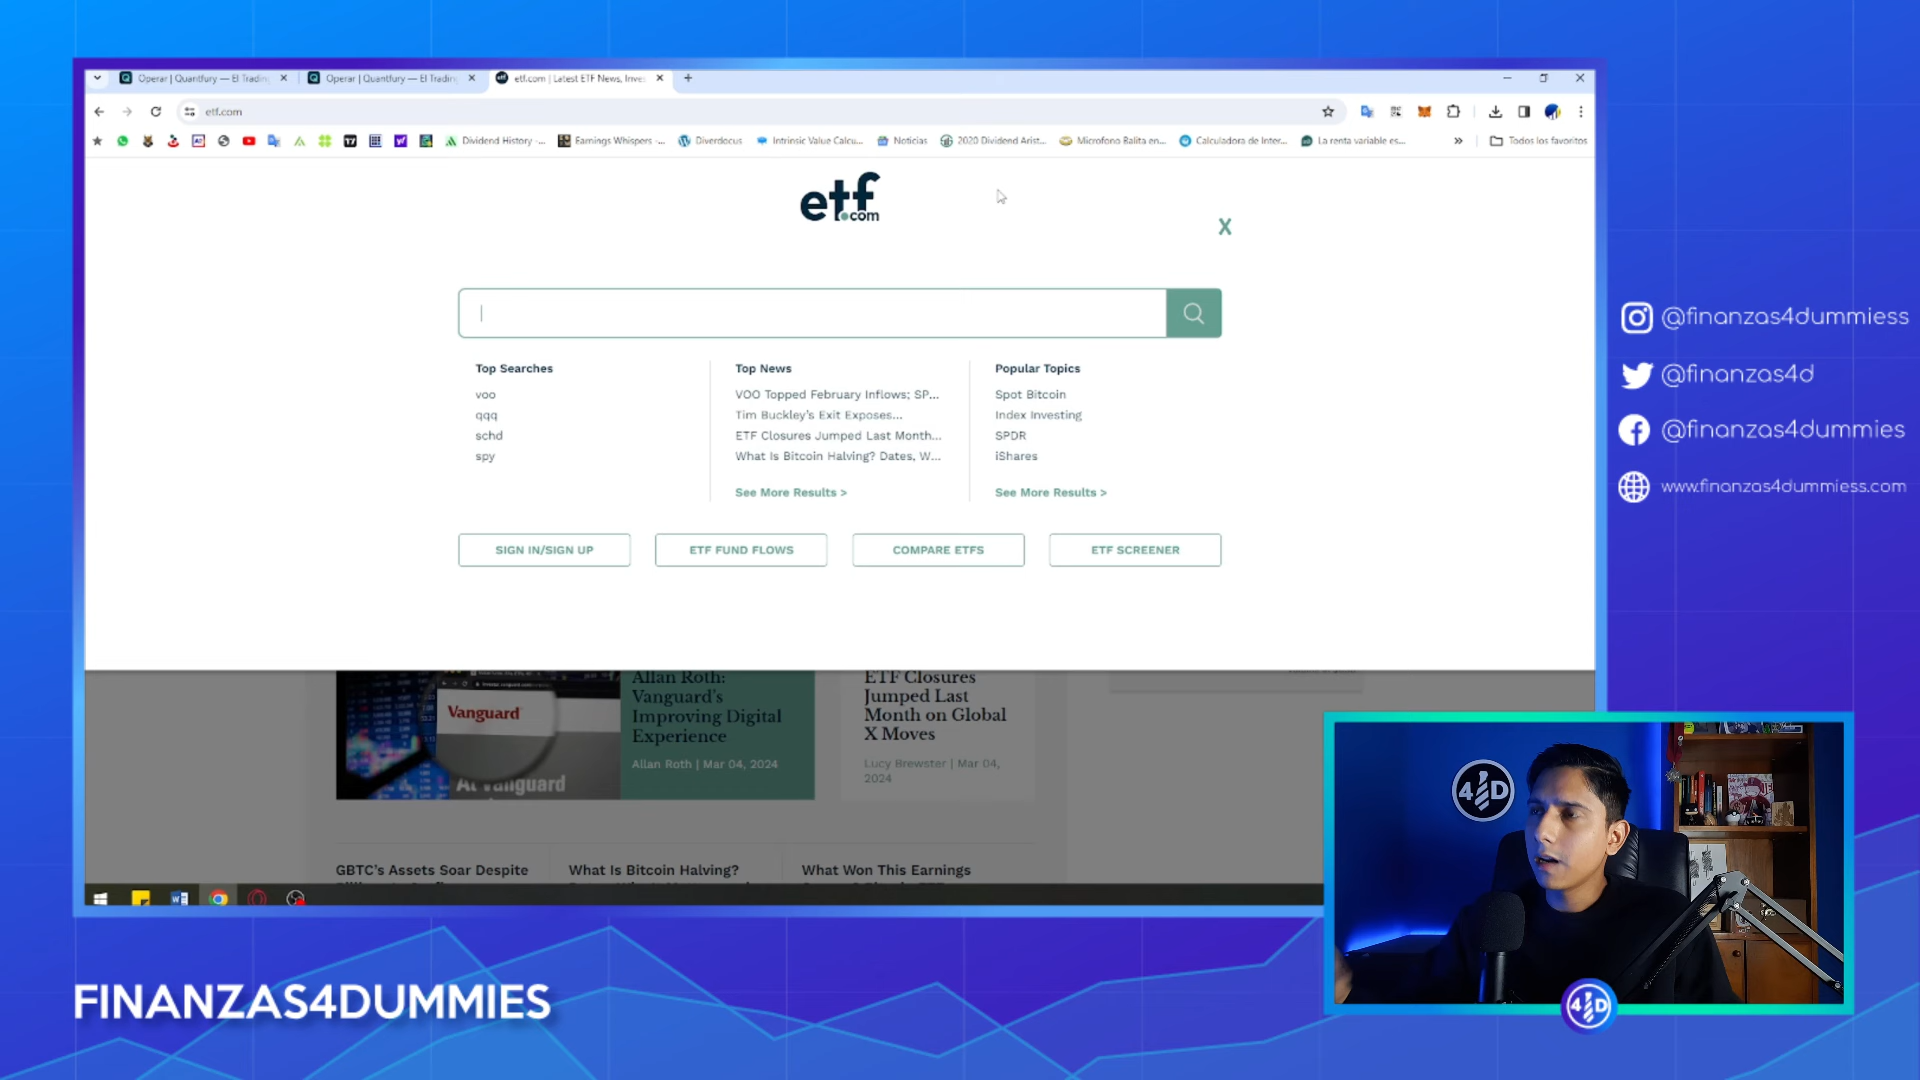 Operar | Quantfury — El Trading
Operar | Quantfury — El Trading
etf.com | Latest ETF News, Inves
etf.com
Dividend History -...
Earnings Whispers -...
Diverdocus
Intrinsic Value Calcu...
Noticias
2020 Dividend Arist...
Microfono Balita en...
Calculadora de Inter...
La renta variable es...
»
Todos los favoritos
etf.com
X
Top Searches
voo
qqq
schd
spy
Top News
VOO Topped February Inflows; SP...
Tim Buckley's Exit Exposes...
ETF Closures Jumped Last Month...
What Is Bitcoin Halving? Dates, W...
See More Results >
Popular Topics
Spot Bitcoin
Index Investing
SPDR
iShares
See More Results >
SIGN IN/SIGN UP
ETF FUND FLOWS
COMPARE ETFS
ETF SCREENER
Vanguard
At Vanguard
Allan Roth:
Vanguard's
Improving Digital
Experience
Allan Roth | Mar 04, 2024
ETF Closures
Jumped Last
Month on Global
X Moves
Lucy Brewster | Mar 04,
2024
GBTC's Assets Soar Despite
What Is Bitcoin Halving?
What Won This Earnings
@finanzas4dummiess
@finanzas4d
@finanzas4dummies
www.finanzas4dummiess.com
4D
4D
FINANZAS4DUMMIES